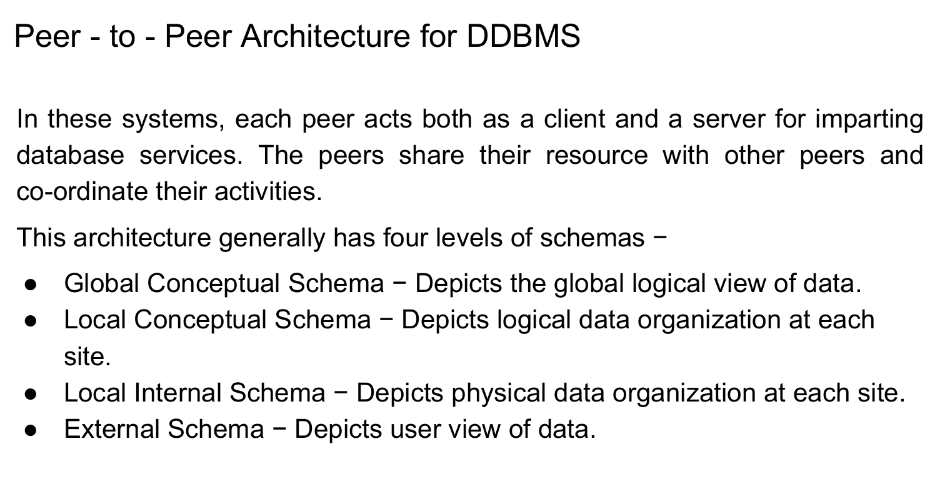 Peer - to - Peer Architecture for DDBMS
In these systems, each peer acts both as a client and a server for imparting
database services. The peers share their resource with other peers and
co-ordinate their activities.
This architecture generally has four levels of schemas −
● Global Conceptual Schema − Depicts the global logical view of data.
● Local Conceptual Schema − Depicts logical data organization at each
site.
● Local Internal Schema − Depicts physical data organization at each site.
● External Schema − Depicts user view of data.